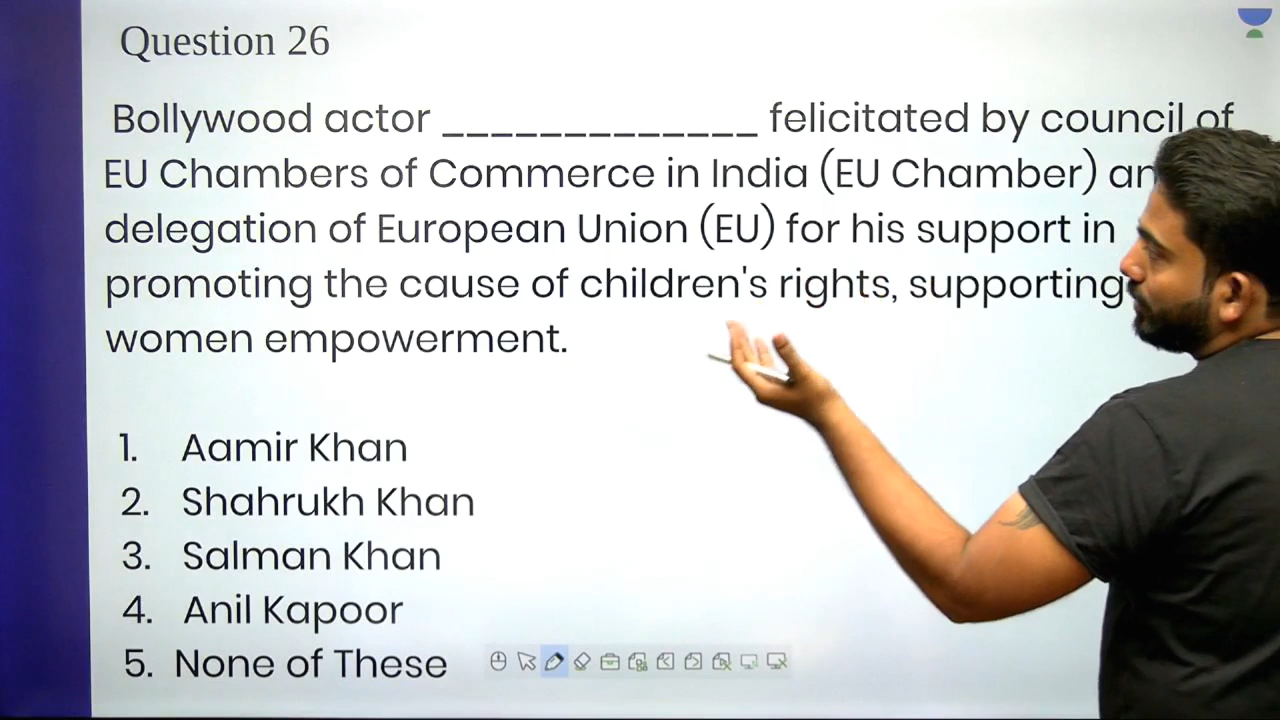 Question 26
Bollywood actor _____________ felicitated by council of
EU Chambers of Commerce in India (EU Chamber) an
delegation of European Union (EU) for his support in
promoting the cause of children's rights, supporting
women empowerment.
1. Aamir Khan
2. Shahrukh Khan
3. Salman Khan
4. Anil Kapoor
5. None of These